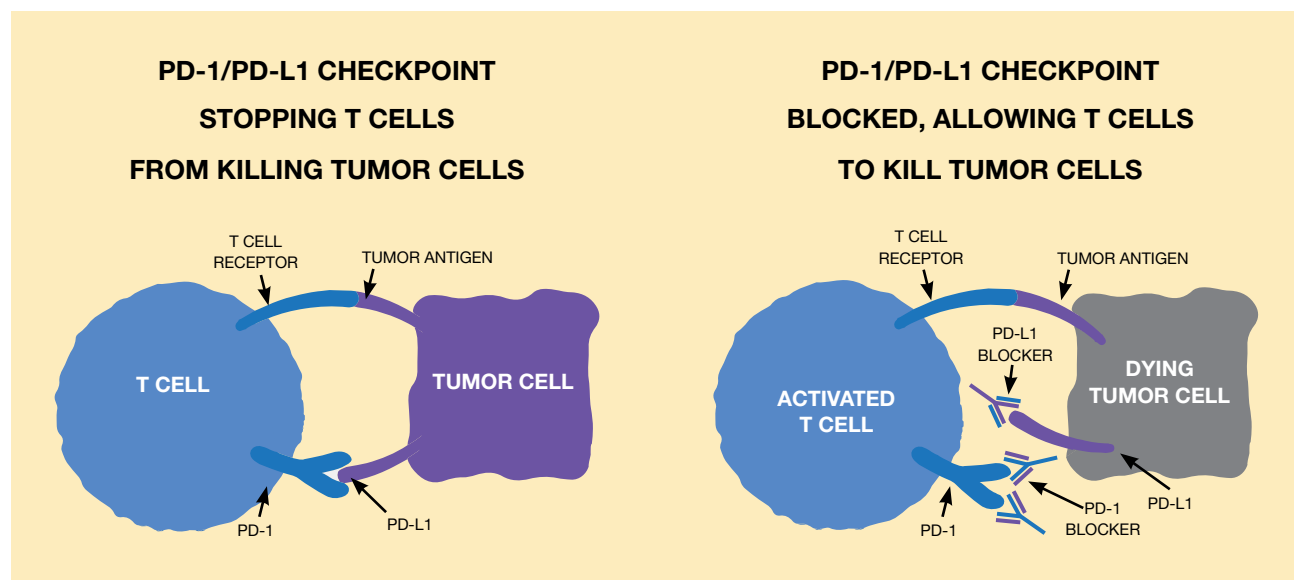 PD-1/PD-L1 CHECKPOINT
STOPPING T CELLS
FROM KILLING TUMOR CELLS
T CELL
RECEPTOR
TUMOR ANTIGEN
T CELL
TUMOR CELL
PD-1
PD-L1
PD-1/PD-L1 CHECKPOINT
BLOCKED, ALLOWING T CELLS
TO KILL TUMOR CELLS
T CELL
RECEPTOR
TUMOR ANTIGEN
PD-L1
BLOCKER
ACTIVATED
T CELL
DYING
TUMOR CELL
PD-1
PD-1
BLOCKER
PD-L1